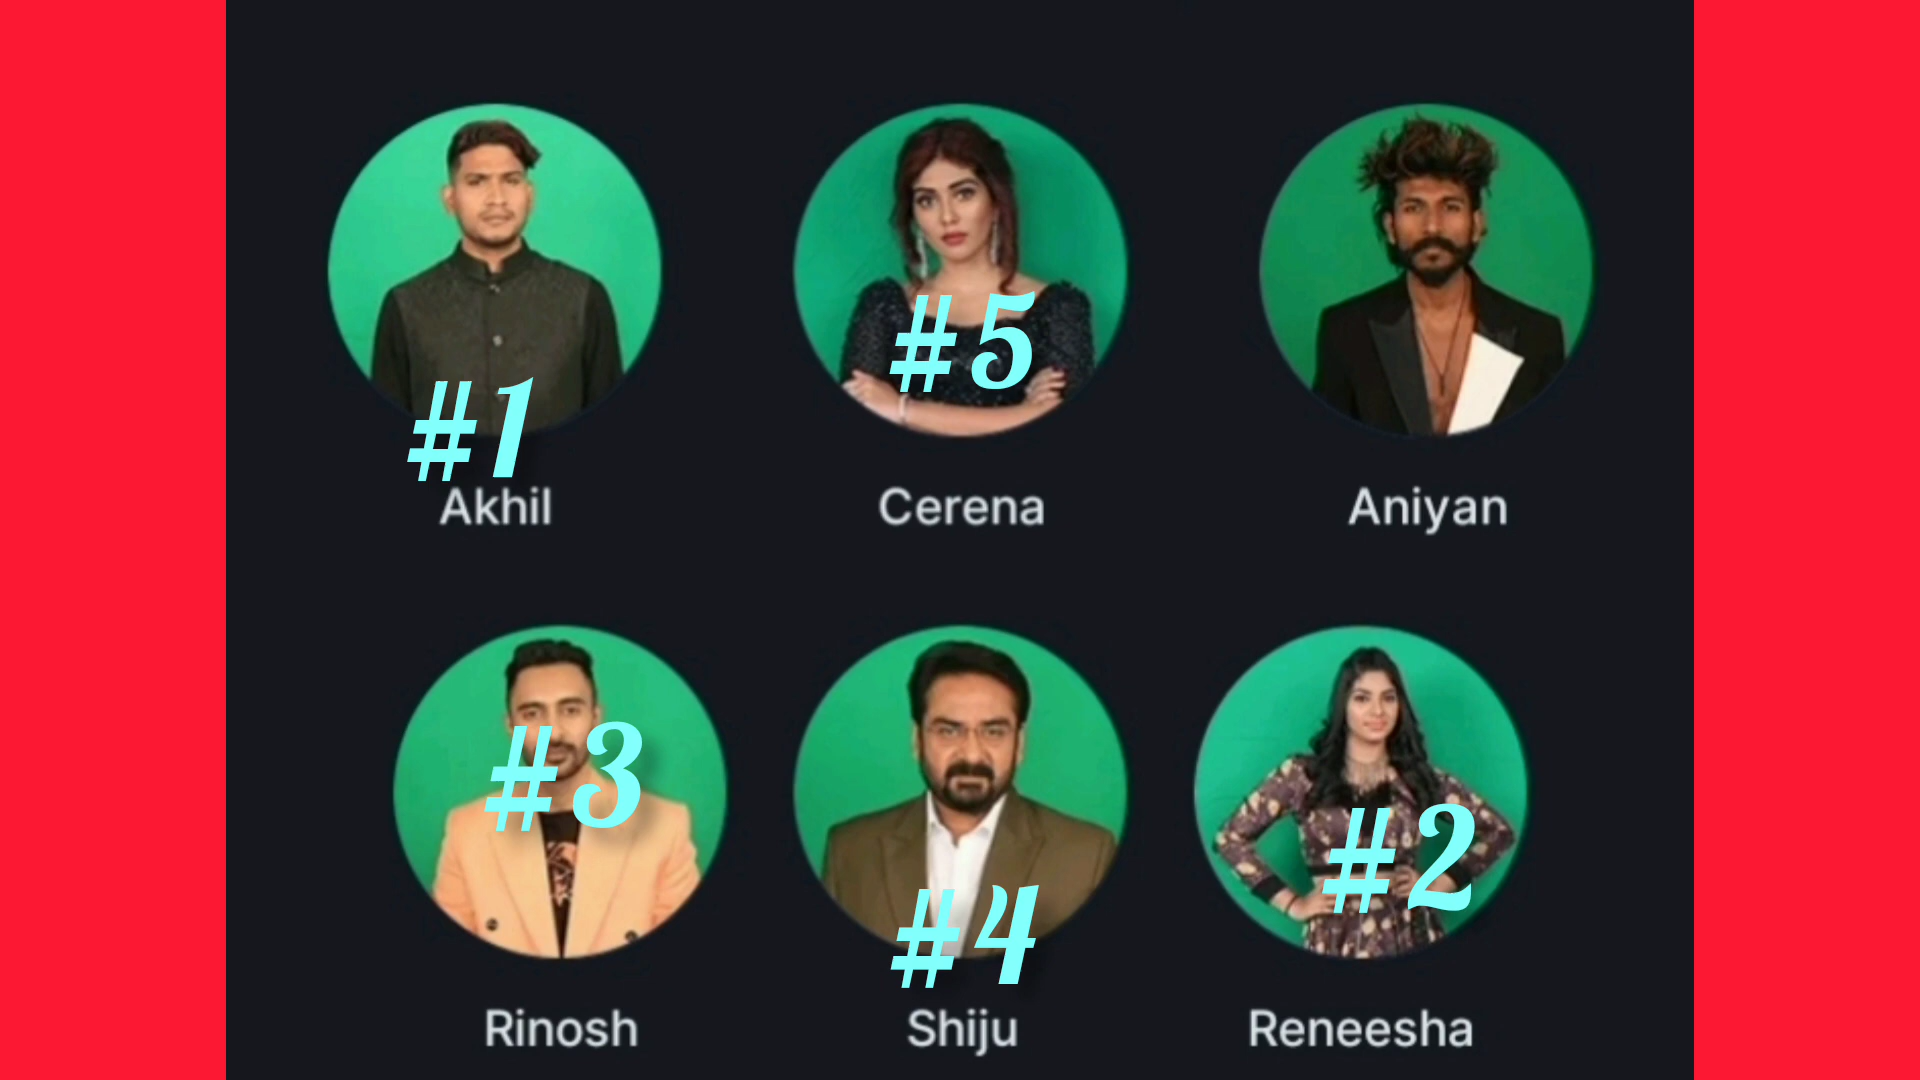 #1
#5
Akhil
Cerena
Aniyan
#3
#4
#2
Rinosh
Shiju
Reneesha